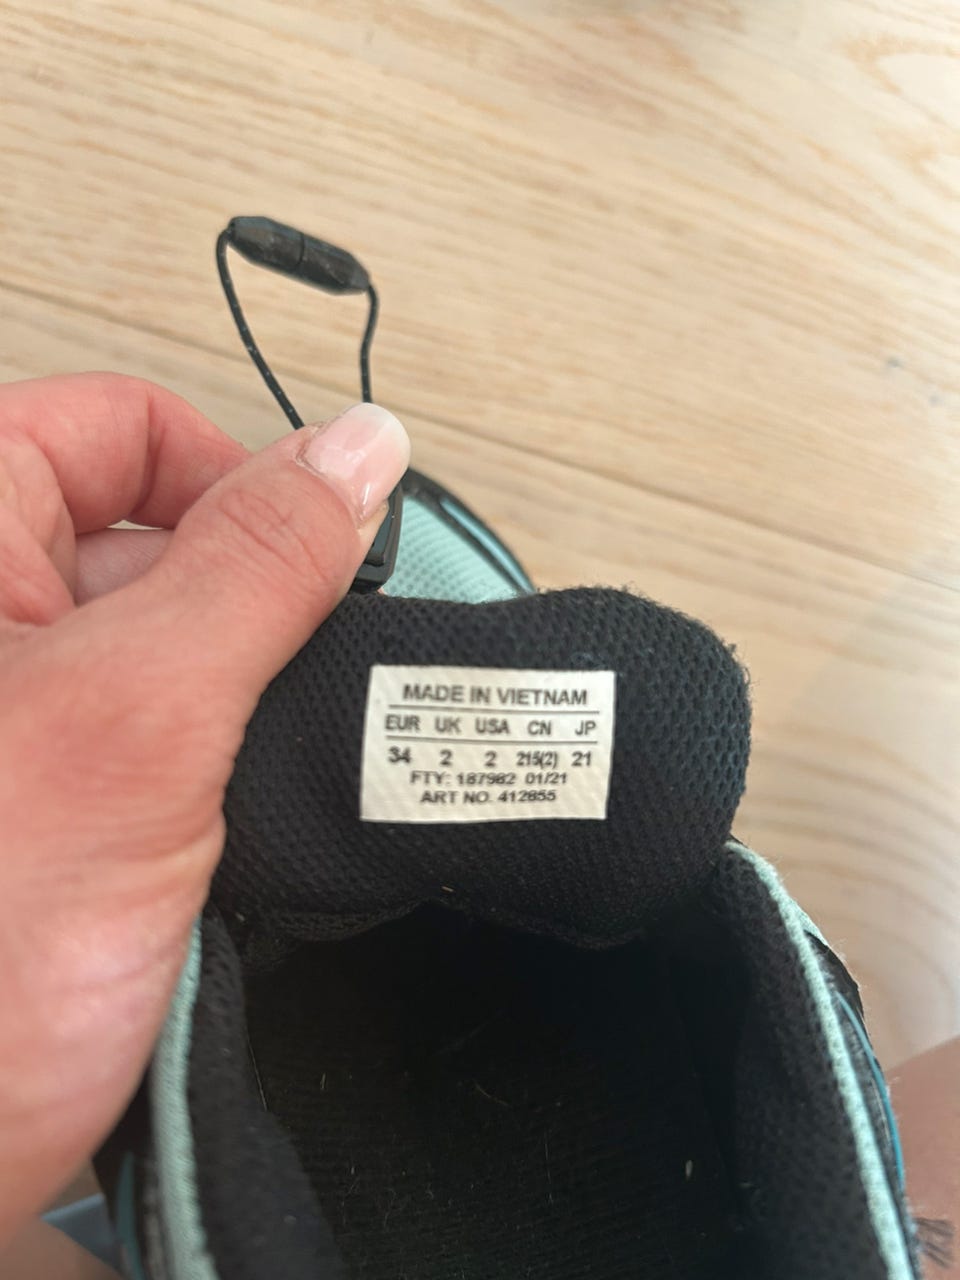 MADE IN VIETNAM
EUR UK USA CN JP
34 2 2 215(2) 21
FTY: 187982 01/21
ART NO. 412855